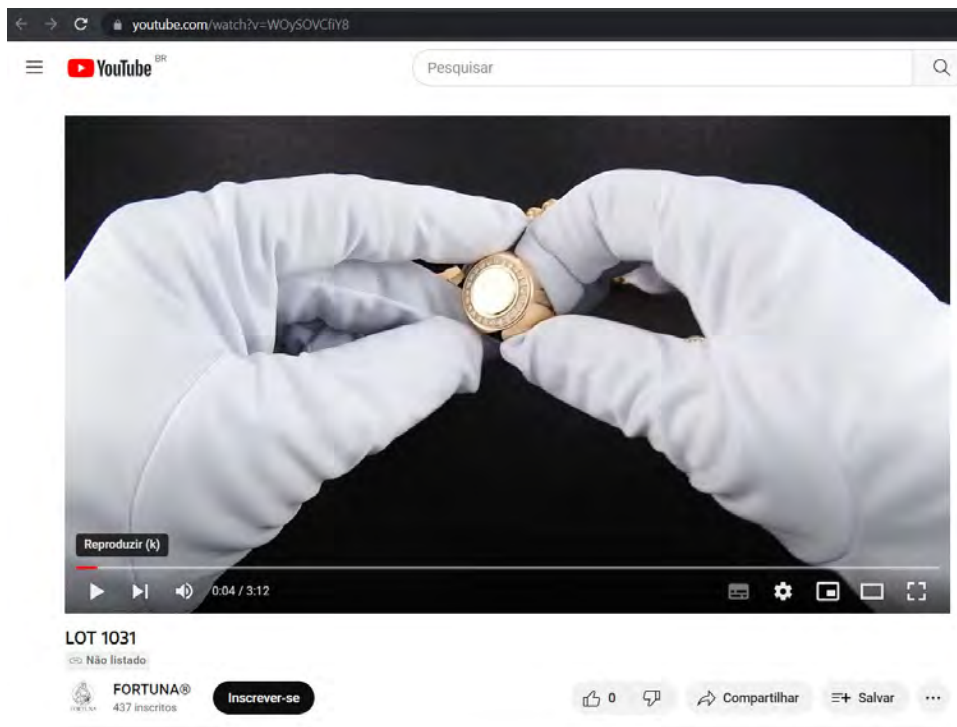 youtube.com/watch?v=WOySOVCfiY8
YouTube BR
Pesquisar
Reproduzir (k)
0:04 / 3:12
LOT 1031
Não listado
FORTUNA
FORTUNA®
437 inscritos
Inscrever-se
0
Compartilhar
Salvar